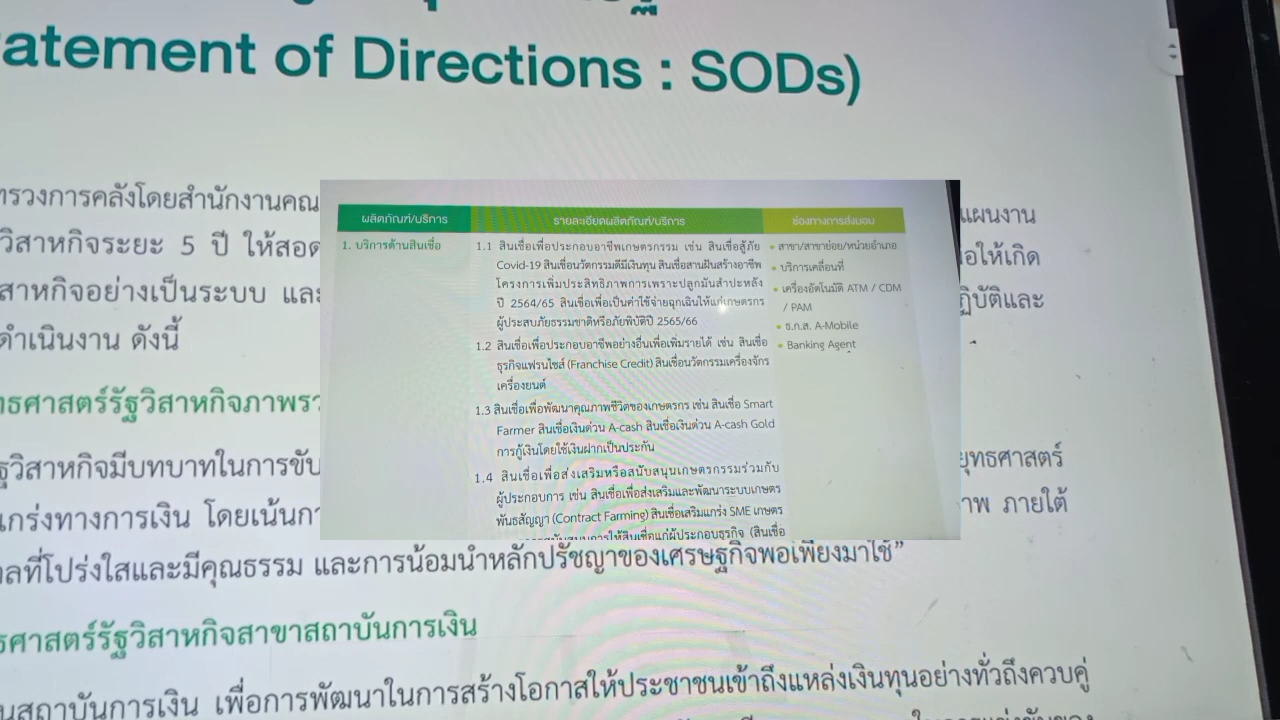 atement of Directions : SODs)
ทรวงการคลังโดยสำนักงานคณ
แผนงาน
วิสาหกิจระยะ 5 ปี ให้สอด
อให้เกิด
สาหกิจอย่างเป็นระบบ และ
ฏิบัติและ
ดำเนินงาน ดังนี้
ทธศาสตร์รัฐวิสาหกิจภาพรว
ฐวิสาหกิจมีบทบาทในการขับ
ยุทธศาสตร์
แกร่งทางการเงิน โดยเน้นกา
าพ ภายใต้
าลที่โปร่งใสและมีคุณธรรม และการน้อมนำหลักปรัชญาของเศรษฐกิจพอเพียงมาใช้”
ธศาสตร์รัฐวิสาหกิจสาขาสถาบันการเงิน
นสถาบันการเงิน เพื่อการพัฒนาในการสร้างโอกาสให้ประชาชนเข้าถึงแหล่งเงินทุนอย่างทั่วถึงควบคู่
ผลิตภัณฑ์/บริการ
รายละเอียดผลิตภัณฑ์/บริการ
ช่องทางการส่งมอบ
1. บริการด้านสินเชื่อ
1.1 สินเชื่อเพื่อประกอบอาชีพเกษตรกรรม เช่น สินเชื่อสู้ภัย
Covid-19 สินเชื่อนวัตกรรมดีมีเงินทุน สินเชื่อสานฝันสร้างอาชีพ
โครงการเพิ่มประสิทธิภาพการเพาะปลูกมันสำปะหลัง
ปี 2564/65 สินเชื่อเพื่อเป็นค่าใช้จ่ายฉุกเฉินให้แก่เกษตรกร
ผู้ประสบภัยธรรมชาติหรือภัยพิบัติปี 2565/66
1.2 สินเชื่อเพื่อประกอบอาชีพอย่างอื่นเพื่อเพิ่มรายได้ เช่น สินเชื่อ
ธุรกิจแฟรนไชส์ (Franchise Credit) สินเชื่อนวัตกรรมเครื่องจักร
เครื่องยนต์
1.3 สินเชื่อเพื่อพัฒนาคุณภาพชีวิตของเกษตรกร เช่น สินเชื่อ Smart
Farmer สินเชื่อเงินด่วน A-cash สินเชื่อเงินด่วน A-cash Gold
การกู้เงินโดยใช้เงินฝากเป็นประกัน
1.4 สินเชื่อเพื่อส่งเสริมหรือสนับสนุนเกษตรกรรมร่วมกับ
ผู้ประกอบการ เช่น สินเชื่อเพื่อส่งเสริมและพัฒนาระบบเกษตร
พันธสัญญา (Contract Farming) สินเชื่อเสริมแกร่ง SME เกษตร
• สาขา/สาขาย่อย/หน่วยอำเภอ
• บริการเคลื่อนที่
• เครื่องอัตโนมัติ ATM / CDM
/ PAM
• ธ.ก.ส. A-Mobile
• Banking Agent